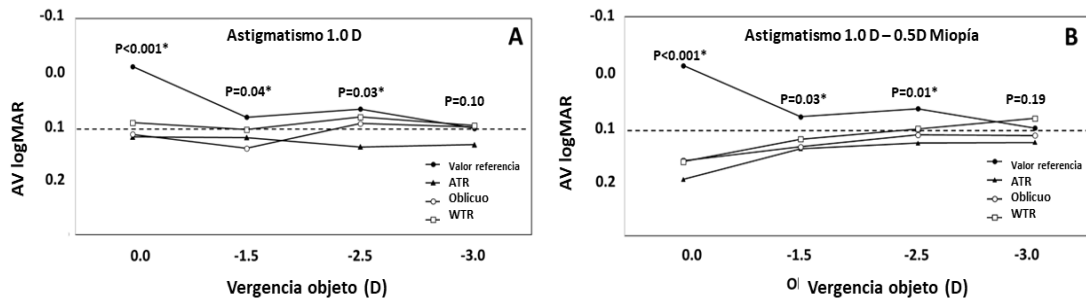 Astigmatismo 1.0 D
A
-0.1
0.0
0.1
0.2
AV logMAR
P<0.001*
P=0.04*
P=0.03*
P=0.10
Valor referencia
ATR
Oblicuo
WTR
0.0
-1.5
-2.5
-3.0
Vergencia objeto (D)
Astigmatismo 1.0 D – 0.5D Miopía
B
-0.1
0.0
0.1
0.2
AV logMAR
P<0.001*
P=0.03*
P=0.01*
P=0.19
Valor referencia
ATR
Oblicuo
WTR
0.0
-1.5
-2.5
-3.0
Vergencia objeto (D)